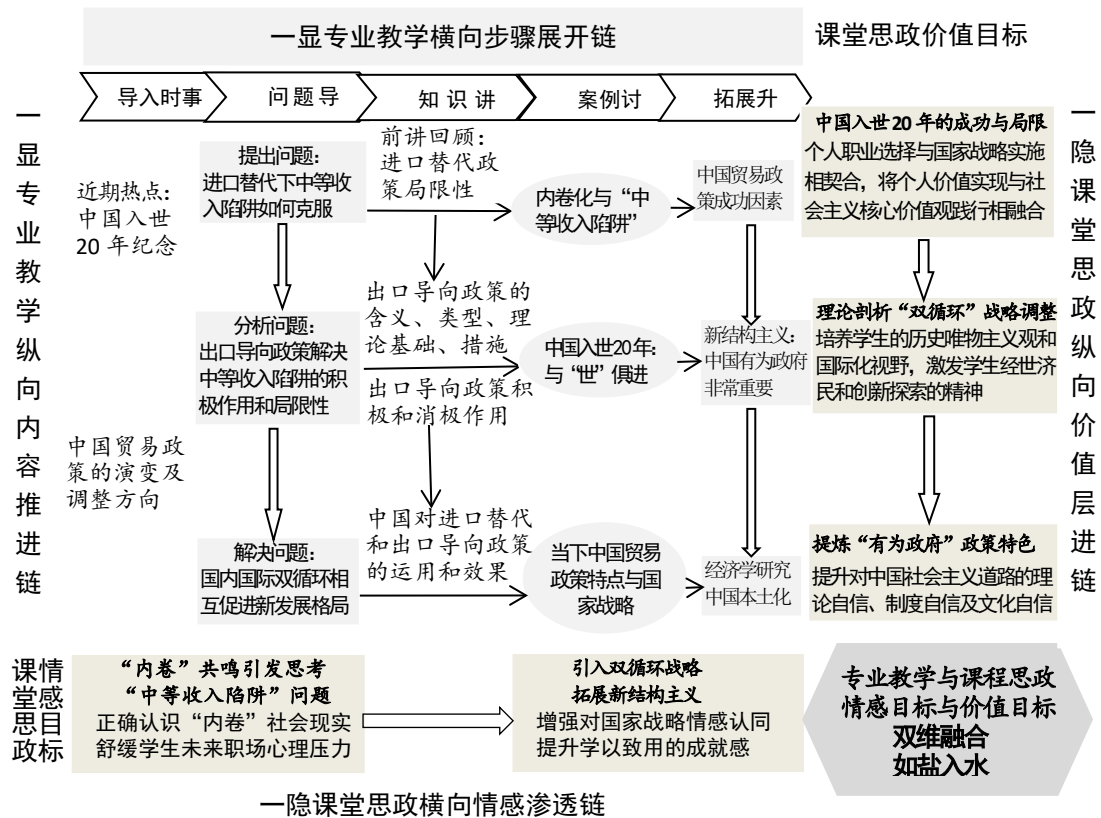 一显专业教学横向步骤展开链
课堂思政价值目标
导入时事
问题导
知识讲
案例讨
拓展升
一显专业教学纵向内容推进链
近期热点：
中国入世
20 年纪念
中国贸易政
策的演变及
调整方向
提出问题：
进口替代下中等收
入陷阱如何克服
分析问题：
出口导向政策解决
中等收入陷阱的积
极作用和局限性
解决问题：
国内国际双循环相
互促进新发展格局
前讲回顾：
进口替代政
策局限性
出口导向政策的
含义、类型、理
论基础、措施
出口导向政策积
极和消极作用
中国对进口替代
和出口导向政策
的运用和效果
内卷化与“中
等收入陷阱”
中国入世20年：
与“世”俱进
当下中国贸易
政策特点与国
家战略
中国贸易政
策成功因素
新结构主义：
中国有为政府
非常重要
经济学研究
中国本土化
中国入世20年的成功与局限
个人职业选择与国家战略实施
相契合，将个人价值实现与社
会主义核心价值观践行相融合
理论剖析“双循环”战略调整
培养学生的历史唯物主义观和
国际化视野，激发学生经世济
民和创新探索的精神
提炼“有为政府”政策特色
提升对中国社会主义道路的理
论自信、制度自信及文化自信
一隐课堂思政纵向价值层进链
课堂思政
情感目标
“内卷”共鸣引发思考
“中等收入陷阱”问题
正确认识“内卷”社会现实
舒缓学生未来职场心理压力
引入双循环战略
拓展新结构主义
增强对国家战略情感认同
提升学以致用的成就感
专业教学与课程思政
情感目标与价值目标
双维融合
如盐入水
一隐课堂思政横向情感渗透链